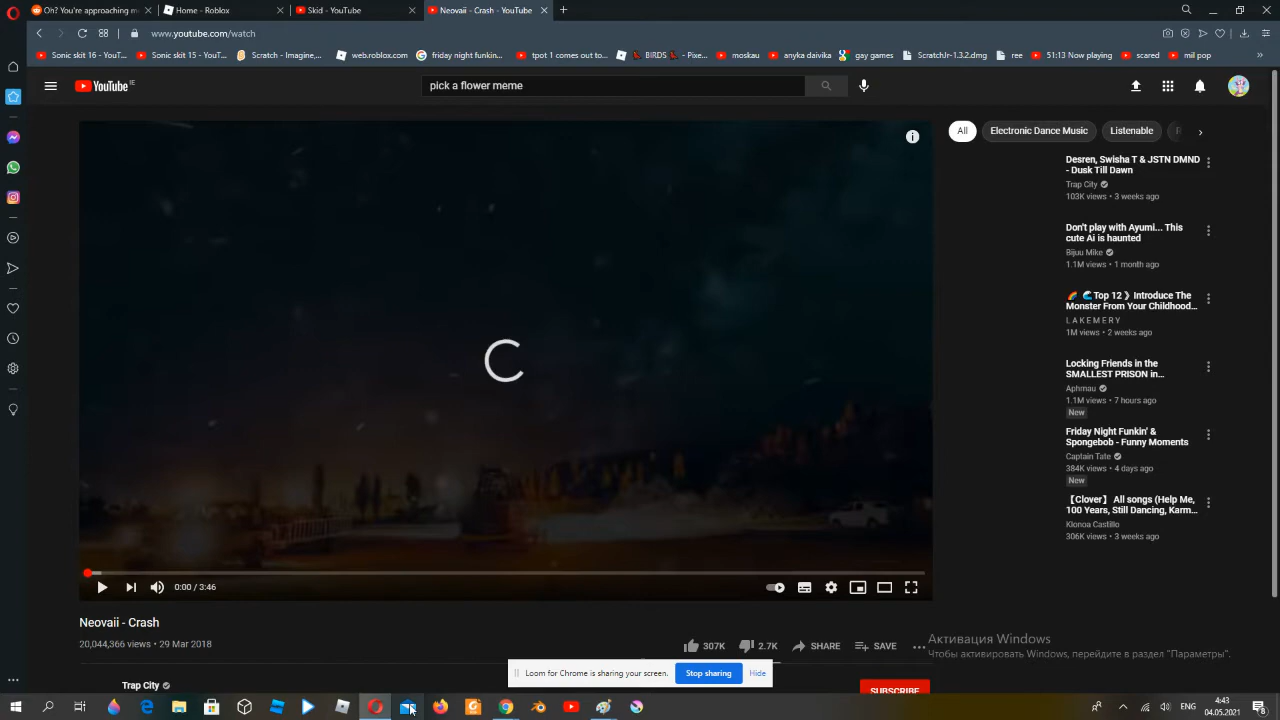 Oh? You're approaching me
Home - Roblox
Skid - YouTube
Neovaii - Crash - YouTube
www.youtube.com/watch
Sonic skit 16 - YouT...
Sonic skit 15 - YouT...
Scratch - Imagine,...
web.roblox.com
friday night funkin...
tpot 1 comes out to...
BIRDS - Pixe...
moskau
anyka daivika
gay games
ScratchJr-1.3.2.dmg
ree
51:13 Now playing
scared
mil pop
YouTube IE
pick a flower meme
All
Electronic Dance Music
Listenable
Desren, Swisha T & JSTN DMND
- Dusk Till Dawn
Trap City
103K views • 3 weeks ago
Don't play with Ayumi... This
cute Ai is haunted
Bijuu Mike
1.1M views • 1 month ago
🌈 🌊Top 12 》Introduce The
Monster From Your Childhood...
L A K E M E R Y
1M views • 2 weeks ago
Locking Friends in the
SMALLEST PRISON in...
Aphmau
1.1M views • 7 hours ago
New
Friday Night Funkin' &
Spongebob - Funny Moments
Captain Tate
384K views • 4 days ago
New
【Clover】 All songs (Help Me,
100 Years, Still Dancing, Karm...
Klonoa Castillo
306K views • 3 weeks ago
0:00 / 3:46
Neovaii - Crash
20,044,366 views • 29 Mar 2018
307K
2.7K
SHARE
SAVE
Активация Windows
Чтобы активировать Windows, перейдите в раздел "Параметры".
Loom for Chrome is sharing your screen.
Stop sharing
Hide
Trap City
SUBSCRIBE
ENG
4:43
04.05.2021